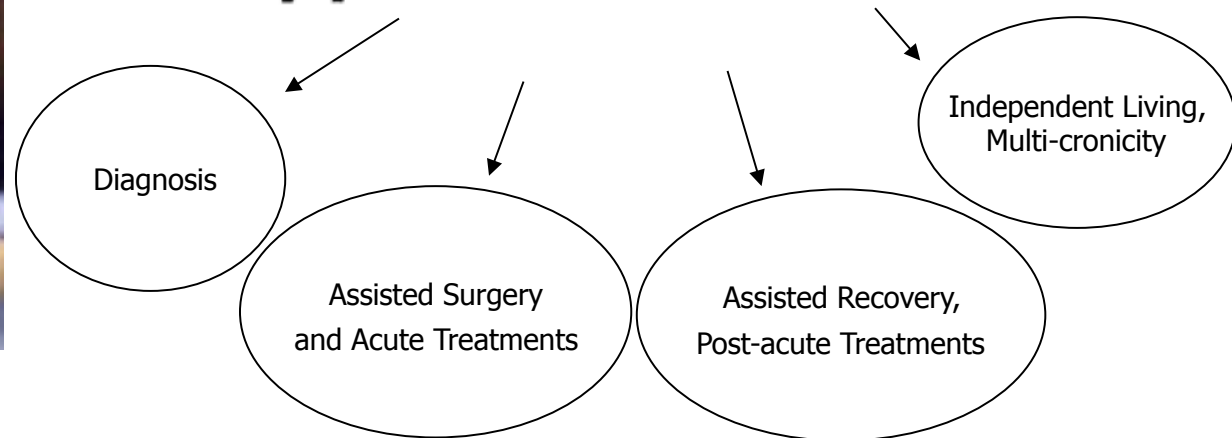 Diagnosis
Assisted Surgery
and Acute Treatments
Assisted Recovery,
Post-acute Treatments
Independent Living,
Multi-cronicity